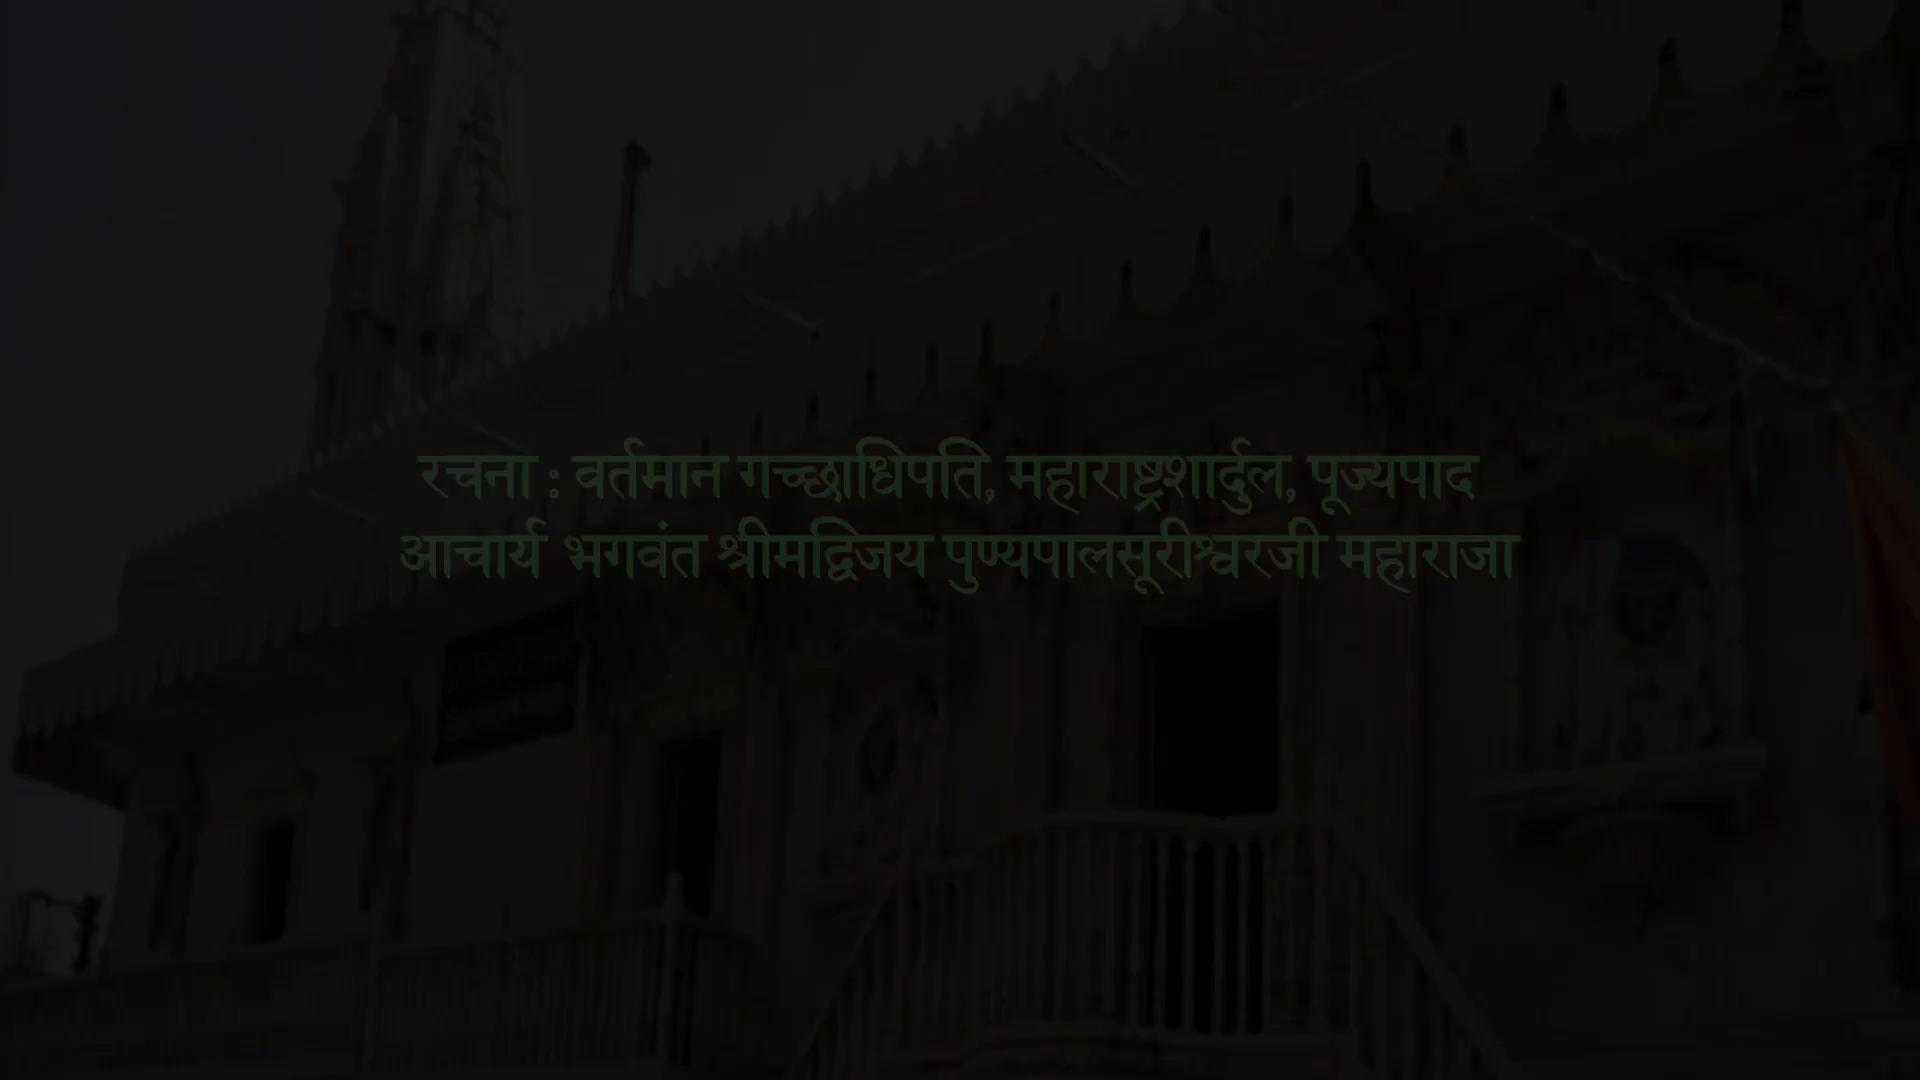 रचना : वर्तमान गच्छाधिपति, महाराष्ट्रशार्दुल, पूज्यपाद
आचार्य भगवंत श्रीमद्विजय पुण्यपालसूरीश्वरजी महाराजा